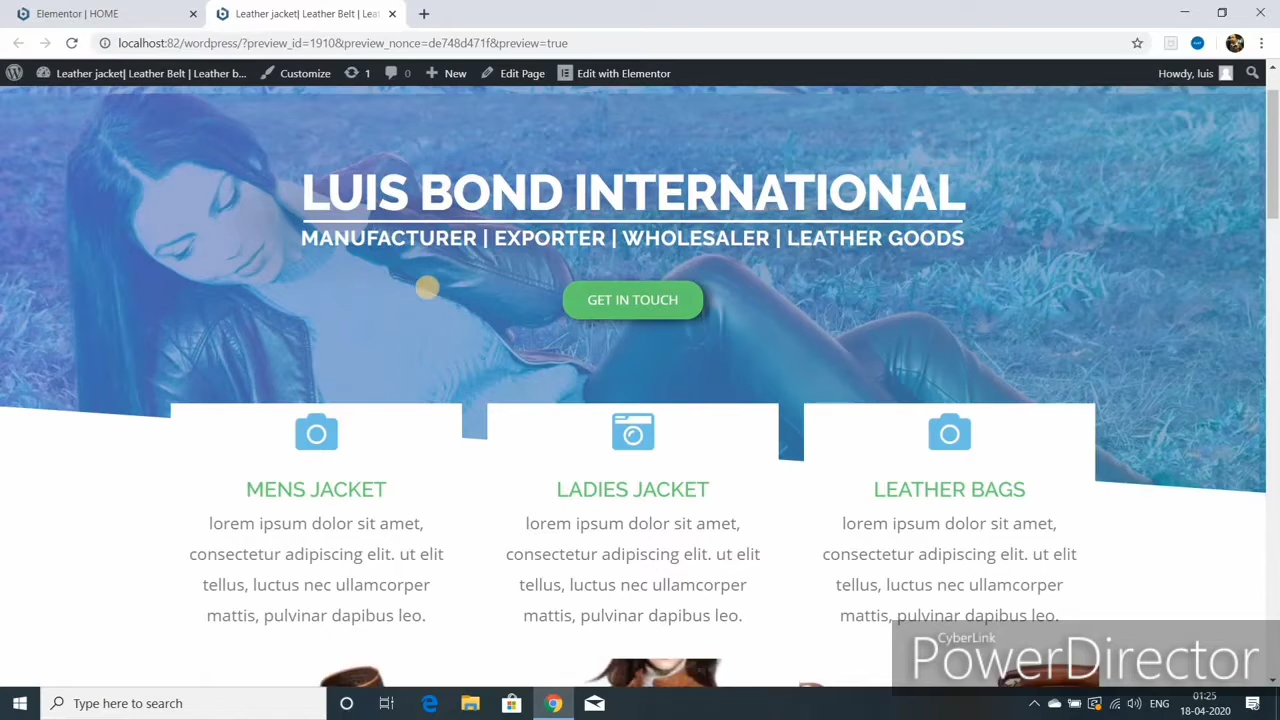 Elementor | HOME
Leather jacket| Leather Belt | Lea
localhost:82/wordpress/?preview_id=1910&preview_nonce=de748d471f&preview=true
Leather jacket| Leather Belt | Leather b...
Customize
1
0
New
Edit Page
Edit with Elementor
Howdy, luis
LUIS BOND INTERNATIONAL
MANUFACTURER | EXPORTER | WHOLESALER | LEATHER GOODS
GET IN TOUCH
MENS JACKET
lorem ipsum dolor sit amet,
consectetur adipiscing elit. ut elit
tellus, luctus nec ullamcorper
mattis, pulvinar dapibus leo.
LADIES JACKET
lorem ipsum dolor sit amet,
consectetur adipiscing elit. ut elit
tellus, luctus nec ullamcorper
mattis, pulvinar dapibus leo.
LEATHER BAGS
lorem ipsum dolor sit amet,
consectetur adipiscing elit. ut elit
tellus, luctus nec ullamcorper
mattis, pulvinar dapibus leo.
CyberLink
PowerDirector
Type here to search
ENG
01:25
18-04-2020